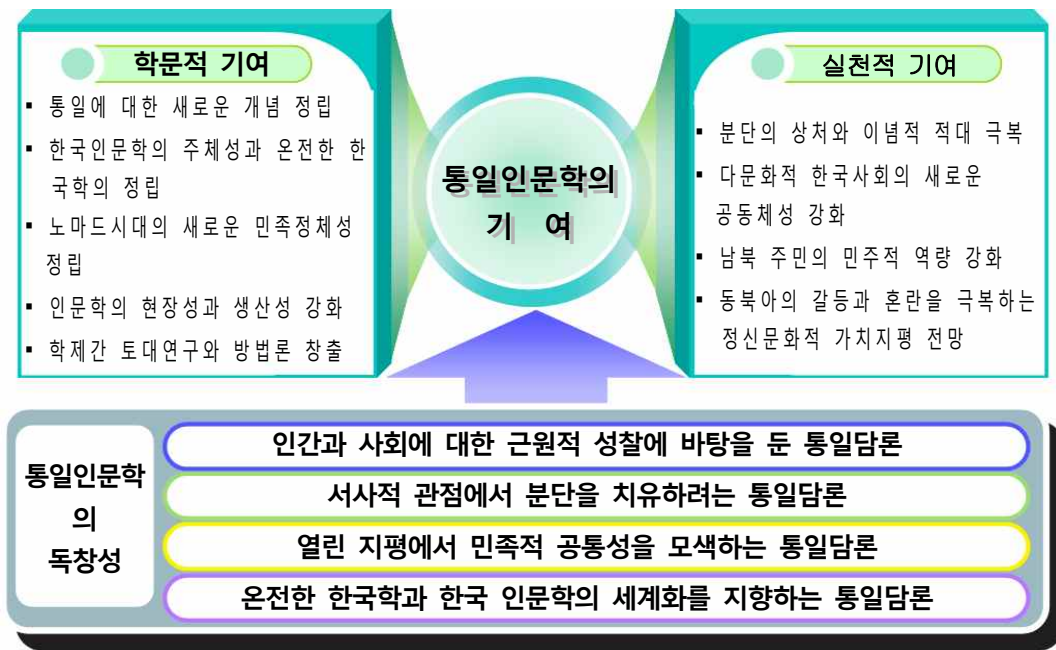 학문적 기여
▪ 통일에 대한 새로운 개념 정립
▪ 한국인문학의 주체성과 온전한 한
국학의 정립
▪ 노마드시대의 새로운 민족정체성
정립
▪ 인문학의 현장성과 생산성 강화
▪ 학제간 토대연구와 방법론 창출
통일인문학의
기 여
실천적 기여
▪ 분단의 상처와 이념적 적대 극복
▪ 다문화적 한국사회의 새로운
공동체성 강화
▪ 남북 주민의 민주적 역량 강화
▪ 동북아의 갈등과 혼란을 극복하는
정신문화적 가치지평 전망
통일인문학
의
독창성
인간과 사회에 대한 근원적 성찰에 바탕을 둔 통일담론
서사적 관점에서 분단을 치유하려는 통일담론
열린 지평에서 민족적 공통성을 모색하는 통일담론
온전한 한국학과 한국 인문학의 세계화를 지향하는 통일담론